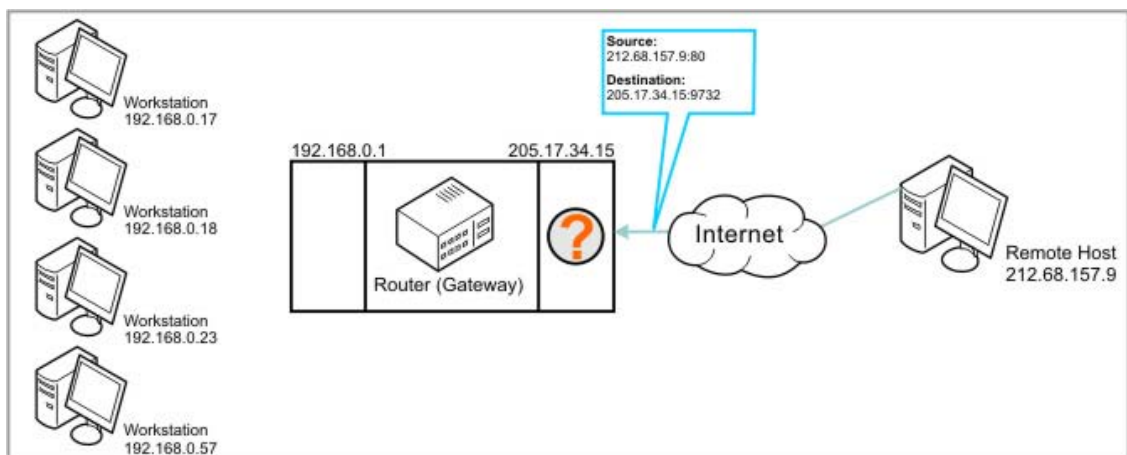 Workstation
192.168.0.17
Workstation
192.168.0.18
Workstation
192.168.0.23
Workstation
192.168.0.57
192.168.0.1
205.17.34.15
Router (Gateway)
?
Source:
212.68.157.9:80
Destination:
205.17.34.15:9732
Internet
Remote Host
212.68.157.9